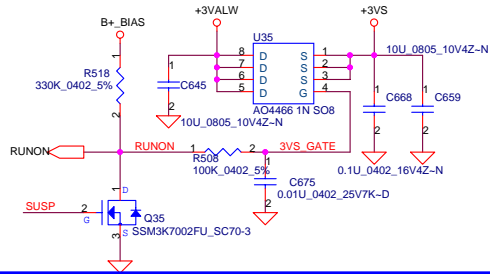 B+_BIAS
+3VALW
+3VS
U35
R518
330K_0402_5%
1
2
C645
1
2
10U_0805_10V4Z~N
8
7
6
5
D
D
D
D
S
S
S
G
1
2
3
4
AO4466 1N SO8
10U_0805_10V4Z~N
C668
1
2
C659
1
2
0.1U_0402_16V4Z~N
RUNON
RUNON
1
R508
2
100K_0402_5%
3VS_GATE
1
2
C675
0.01U_0402_25V7K~D
SUSP
2
G
1
D
S
3
Q35
SSM3K7002FU_SC70-3